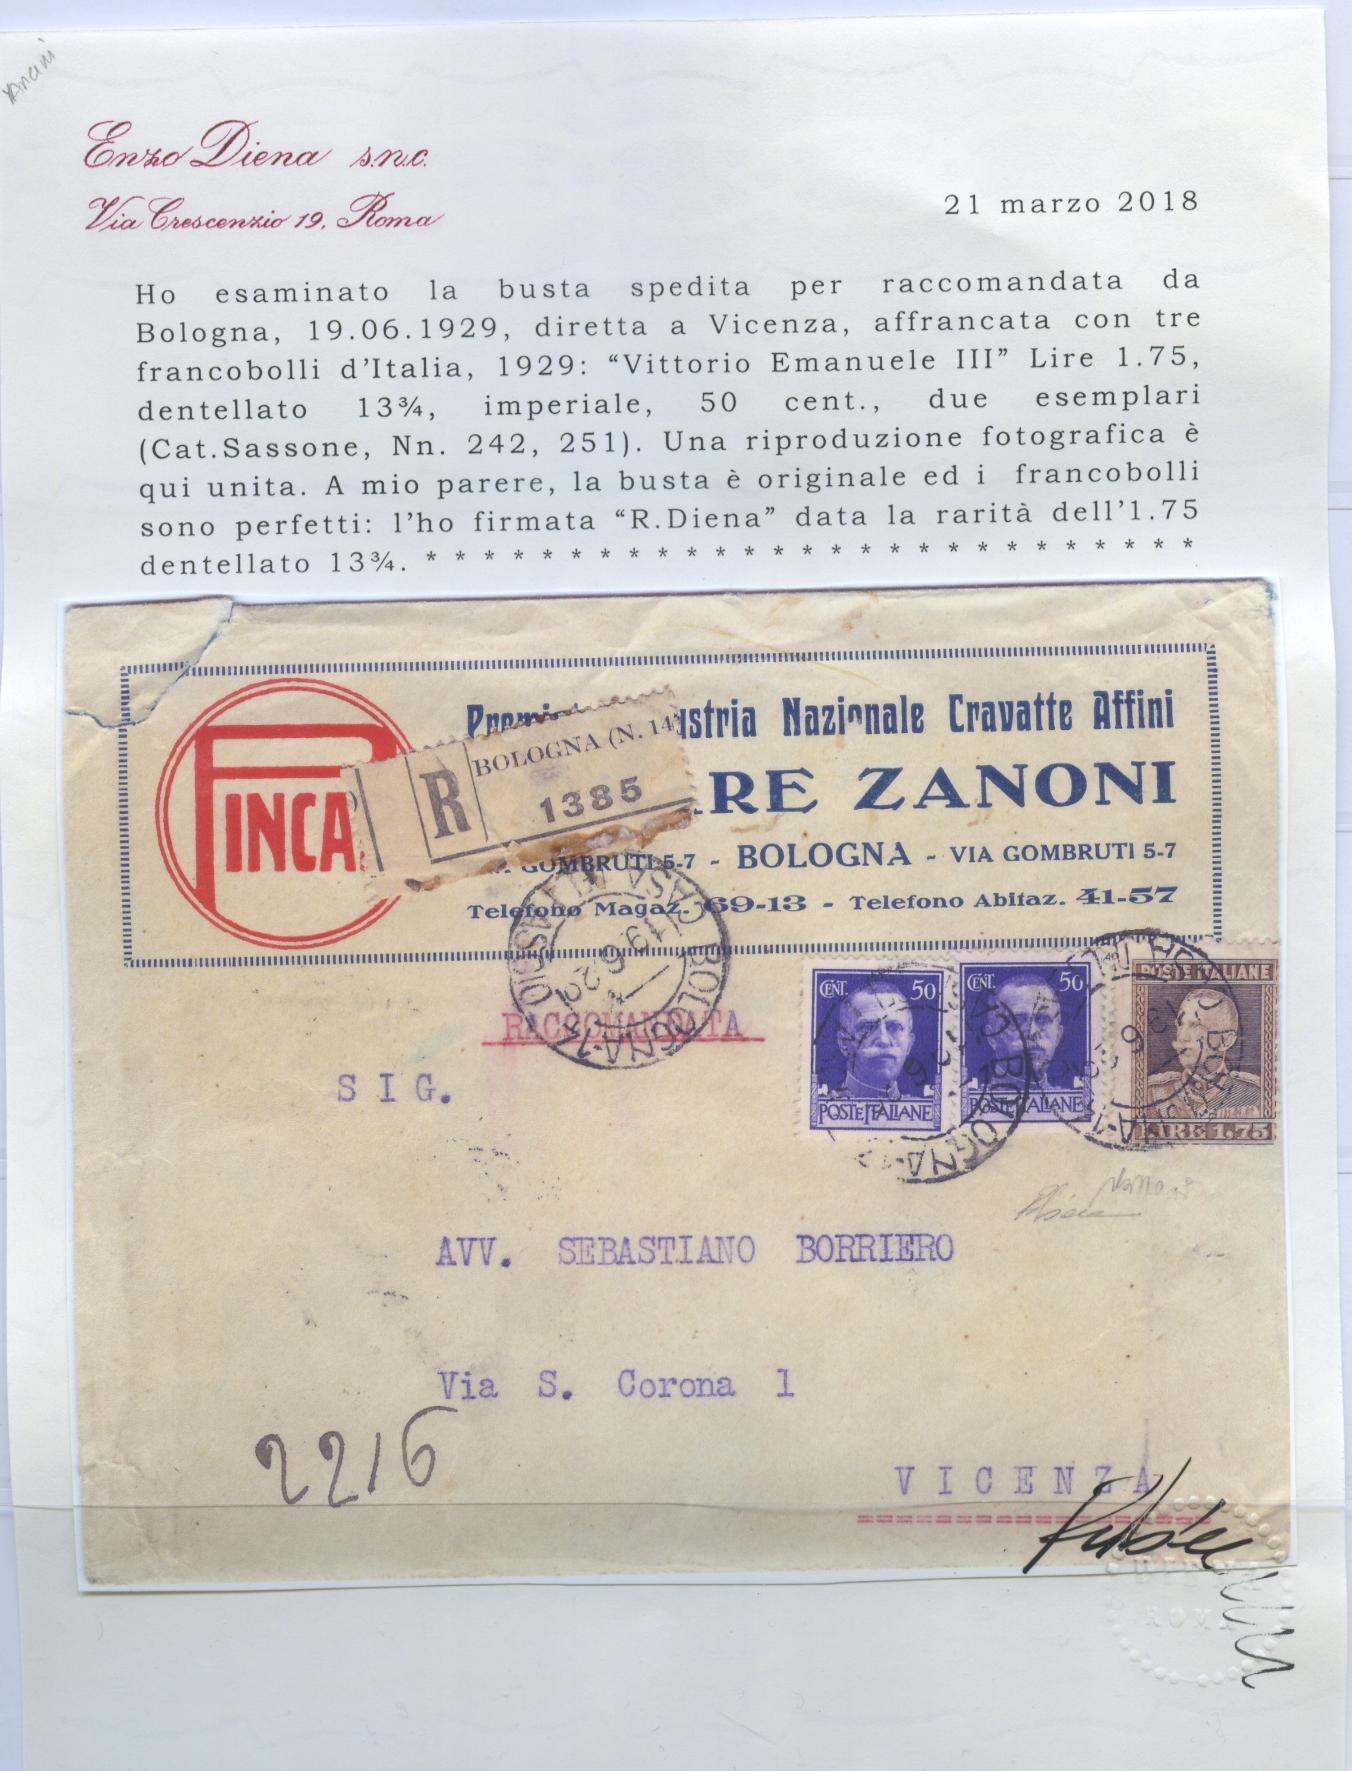 Enzo Diena s.n.c.
Via Crescenzio 19, Roma
21 marzo 2018
Ho esaminato la busta spedita per raccomandata da
Bologna, 19.06.1929, diretta a Vicenza, affrancata con tre
francobolli d'Italia, 1929: “Vittorio Emanuele III” Lire 1.75,
dentellato 13¾, imperiale, 50 cent., due esemplari
(Cat.Sassone, Nn. 242, 251). Una riproduzione fotografica è
qui unita. A mio parere, la busta è originale ed i francobolli
sono perfetti: l'ho firmata “R.Diena” data la rarità dell'1.75
dentellato 13¾. * * * * * * * * * * * * * * * * * * * * * * * * * * *
Nazionale Cravatte Affini
PINCA
R
BOLOGNA (N. 14)
1385
RE ZANONI
GOMBRUTI 5-7 - BOLOGNA - VIA GOMBRUTI 5-7
Telefono Magaz. 69-13 - Telefono Abitaz. 41-57
BOLOGNA
19 6 29
RACCOMANDATA
CENT. 50
POSTE ITALIANE
CENT. 50
POSTE ITALIANE
POSTE ITALIANE
LIRE 1.75
SIG.
AVV. SEBASTIANO BORRIERO
Via S. Corona 1
2216
VICENZA
ROMA